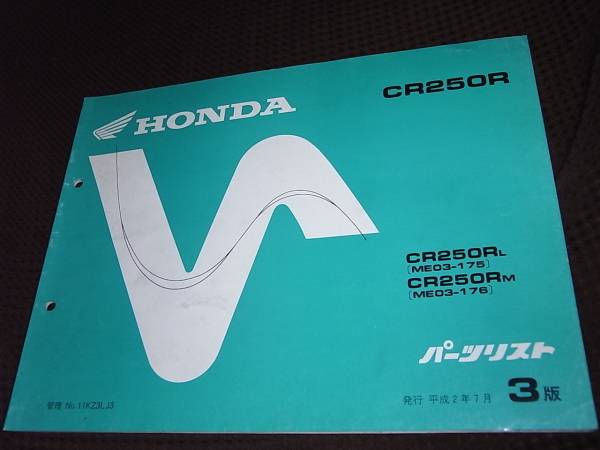 CR250R
HONDA
CR250RL
(ME03-175)
CR250RM
(ME03-176)
パーツリスト
発行 平成2年7月 3版
管理 No.11KZ3LJ3